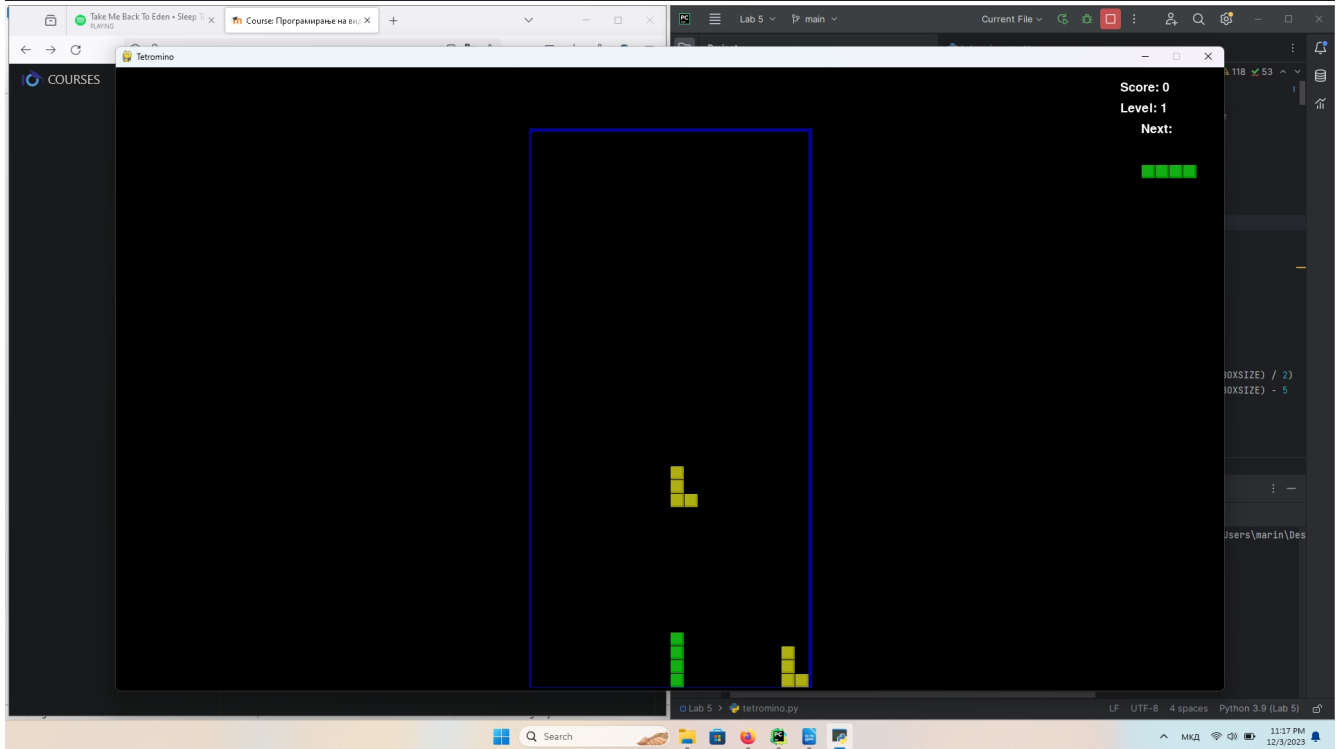 Take Me Back To Eden • Sleep T
PLAYING
Course: Програмирање на ви
Lab 5
main
Current File
COURSES
Tetromino
118
53
Score: 0
Level: 1
Next:
OXSIZE) / 2)
OXSIZE) - 5
Users\marin\Des
Lab 5 > tetromino.py
LF UTF-8 4 spaces Python 3.9 (Lab 5)
Search
МКД
11:17 PM
12/3/2023